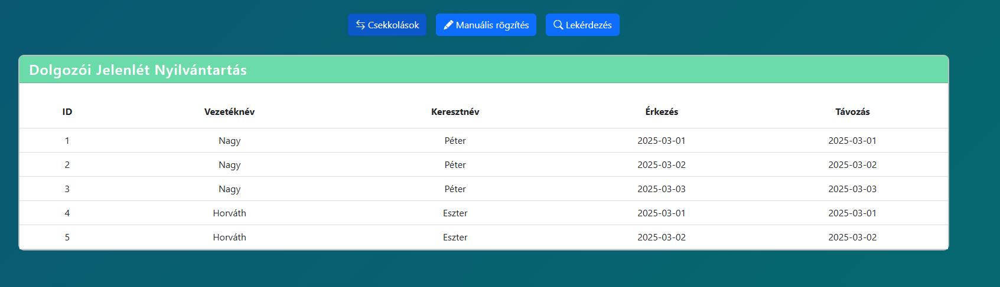 Csekkolások Manuális rögzítés Lekérdezés
Dolgozói Jelenlét Nyilvántartás
ID Vezetéknév Keresztnév Érkezés Távozás
1 Nagy Péter 2025-03-01 2025-03-01
2 Nagy Péter 2025-03-02 2025-03-02
3 Nagy Péter 2025-03-03 2025-03-03
4 Horváth Eszter 2025-03-01 2025-03-01
5 Horváth Eszter 2025-03-02 2025-03-02